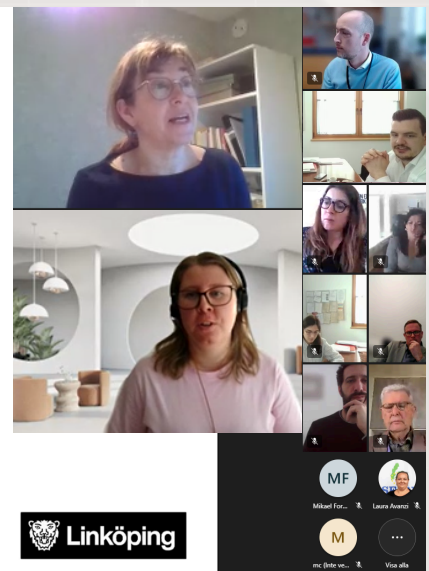 MF
Mikael For...
Laura Avanzi
M
mc (Inte ve...
...
Visa alla
Linköping